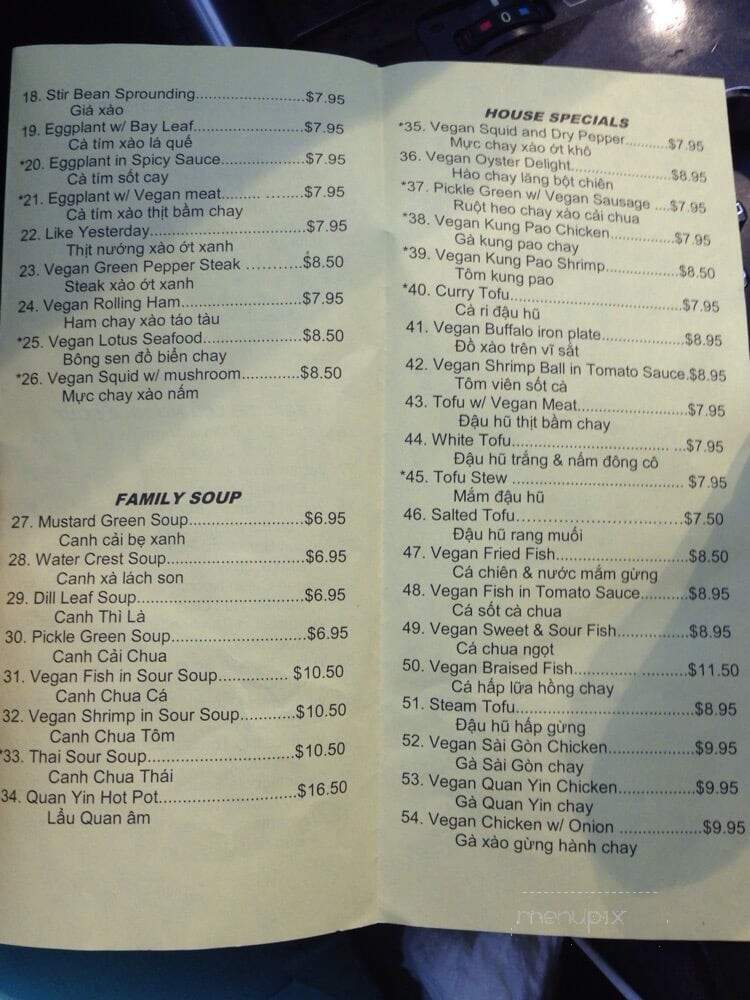 18. Stir Bean Sprounding..........................$7.95
Giá xào
19. Eggplant w/ Bay Leaf..........................$7.95
Cà tím xào lá quế
*20. Eggplant in Spicy Sauce....................$7.95
Cà tím sốt cay
*21. Eggplant w/ Vegan meat....... .........$7.95
Cà tím xào thịt bằm chay
22. Like Yesterday.....................................$7.95
Thịt nướng xào ớt xanh
23. Vegan Green Pepper Steak ...........$8.50
Steak xào ớt xanh
24. Vegan Rolling Ham............................$7.95
Ham chay xào táo tàu
*25. Vegan Lotus Seafood.......................$8.50
Bông sen đồ biển chay
*26. Vegan Squid w/ mushroom.............$8.50
Mực chay xào nấm
FAMILY SOUP
27. Mustard Green Soup..........................$6.95
Canh cải bẹ xanh
28. Water Crest Soup...............................$6.95
Canh xà lách son
29. Dill Leaf Soup......................................$6.95
Canh Thì Là
30. Pickle Green Soup..............................$6.95
Canh Cải Chua
31. Vegan Fish in Sour Soup............... $10.50
Canh Chua Cá
32. Vegan Shrimp in Sour Soup...........$10.50
Canh Chua Tôm
*33. Thai Sour Soup................................$10.50
Canh Chua Thái
34. Quan Yin Hot Pot..............................$16.50
Lẩu Quan âm
HOUSE SPECIALS
*35. Vegan Squid and Dry Pepper..........$7.95
Mực chay xào ớt khô
36. Vegan Oyster Delight.......................$8.95
Hào chay lăng bột chiên
*37. Pickle Green w/ Vegan Sausage ....$7.95
Ruột heo chay xào cải chua
*38. Vegan Kung Pao Chicken...............$7.95
Gà kung pao chay
*39. Vegan Kung Pao Shrimp.................$8.50
Tôm kung pao
*40. Curry Tofu.......................................$7.95
Cà ri đậu hũ
41. Vegan Buffalo iron plate....................$8.95
Đồ xào trên vĩ sắt
42. Vegan Shrimp Ball in Tomato Sauce.$8.95
Tôm viên sốt cà
43. Tofu w/ Vegan Meat..........................$7.95
Đậu hũ thịt bằm chay
44. White Tofu..................................... ...$7.95
Đậu hũ trắng & nấm đông cô
*45. Tofu Stew ........................................ $7.95
Mắm đậu hũ
46. Salted Tofu........................................$7.50
Đậu hũ rang muối
47. Vegan Fried Fish...............................$8.50
Cá chiên & nước mắm gừng
48. Vegan Fish in Tomato Sauce...........$8.95
Cá sốt cà chua
49. Vegan Sweet & Sour Fish.................$8.95
Cá chua ngọt
50. Vegan Braised Fish................ ...........$11.50
Cá hấp lữa hồng chay
51. Steam Tofu.........................................$8.95
Đậu hũ hấp gừng
52. Vegan Sài Gòn Chicken....................$9.95
Gà Sài Gòn chay
53. Vegan Quan Yin Chicken..................$9.95
Gà Quan Yin chay
54. Vegan Chicken w/ Onion ..................$9.95
Gà xào gừng hành chay
menupix